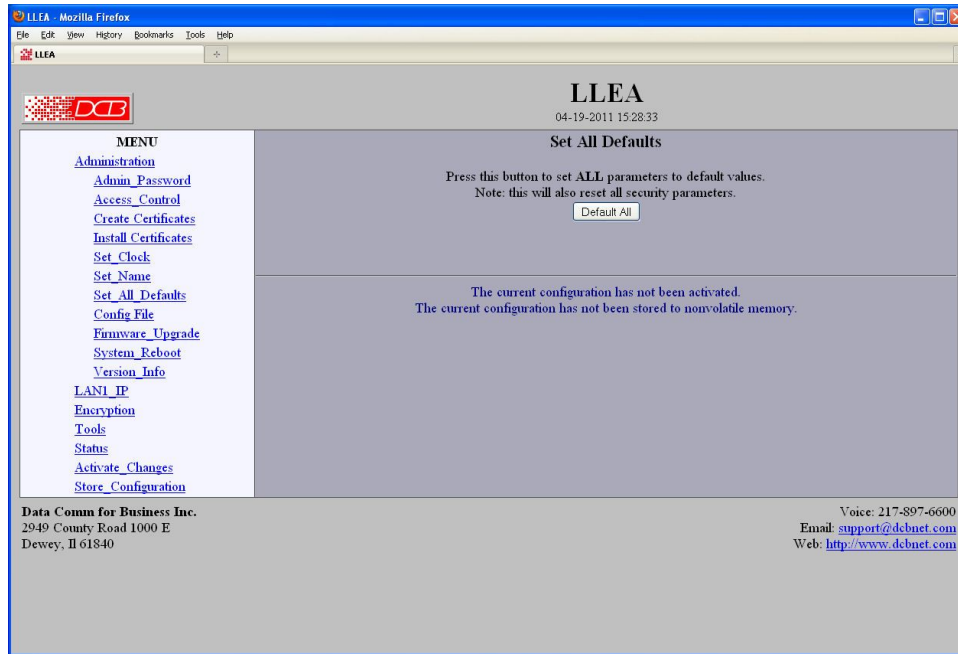 LLEA - Mozilla Firefox
File Edit View History Bookmarks Tools Help
LLEA
DCB
LLEA
04-19-2011 15:28:33
MENU
Administration
Admin_Password
Access_Control
Create Certificates
Install Certificates
Set_Clock
Set_Name
Set_All_Defaults
Config File
Firmware_Upgrade
System_Reboot
Version_Info
LAN1_IP
Encryption
Tools
Status
Activate_Changes
Store_Configuration
Set All Defaults
Press this button to set ALL parameters to default values.
Note: this will also reset all security parameters.
Default All
The current configuration has not been activated.
The current configuration has not been stored to nonvolatile memory.
Data Comm for Business Inc.
2949 County Road 1000 E
Dewey, Il 61840
Voice: 217-897-6600
Email: support@dcbnet.com
Web: http://www.dcbnet.com